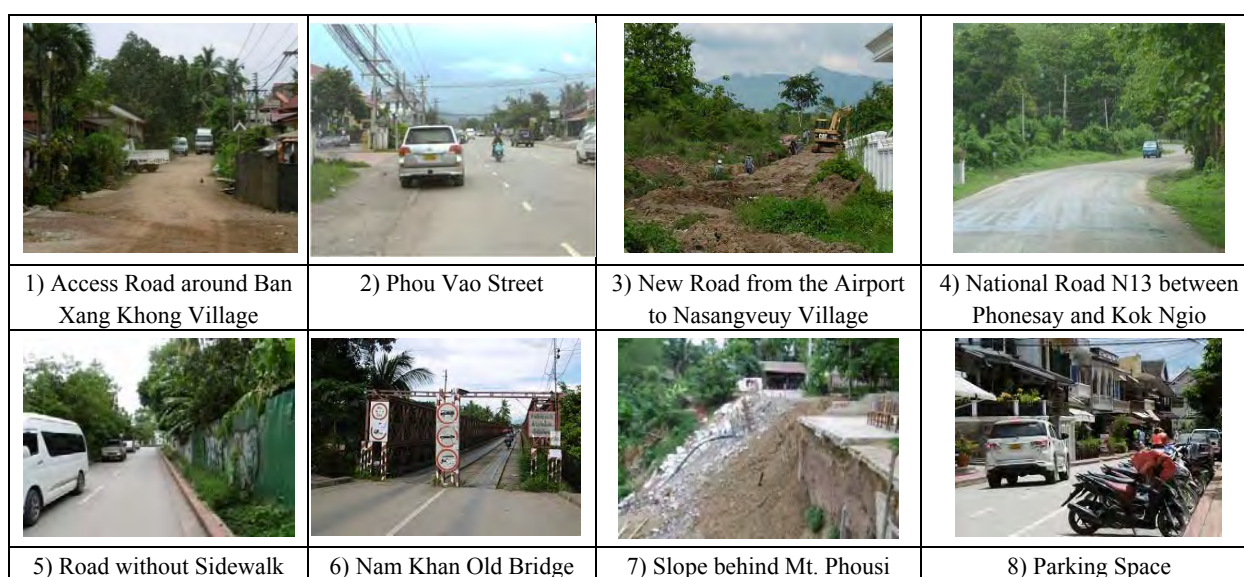 1) Access Road around Ban
Xang Khong Village
2) Phou Vao Street
3) New Road from the Airport
to Nasangveuy Village
4) National Road N13 between
Phonesay and Kok Ngio
5) Road without Sidewalk
6) Nam Khan Old Bridge
7) Slope behind Mt. Phousi
8) Parking Space